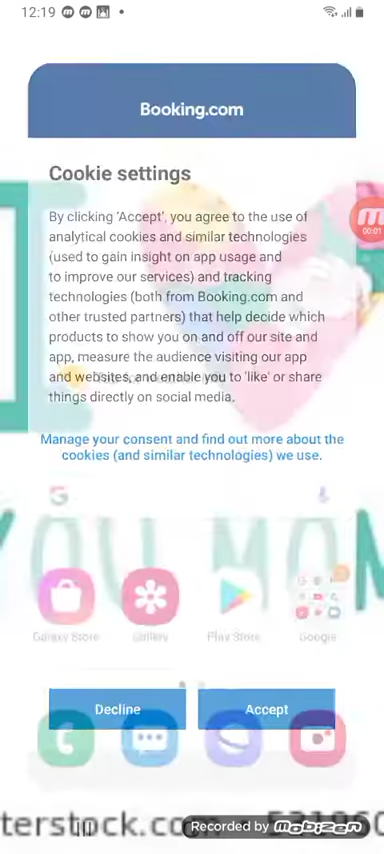 12:19
Booking.com
Cookie settings
By clicking 'Accept', you agree to the use of
analytical cookies and similar technologies
(used to gain insight on app usage and
to improve our services) and tracking
technologies (both from Booking.com and
other trusted partners) that help decide which
products to show you on and off our site and
app, measure the audience visiting our app
and websites, and enable you to 'like' or share
things directly on social media.
00:01
Manage your consent and find out more about the
cookies (and similar technologies) we use.
YOU MOM
Galaxy Store Gallery Play Store Google
Decline Accept
Recorded by mobizen